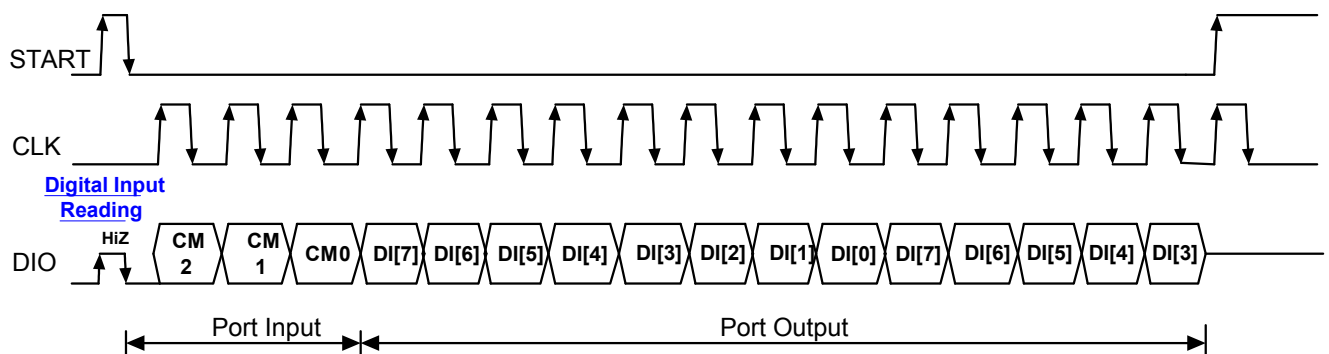 START
CLK
Digital Input
Reading
HiZ
DIO
CM
2
CM
1
CM0 DI[7] DI[6] DI[5] DI[4] DI[3] DI[2] DI[1] DI[0] DI[7] DI[6] DI[5] DI[4] DI[3]
Port Input Port Output